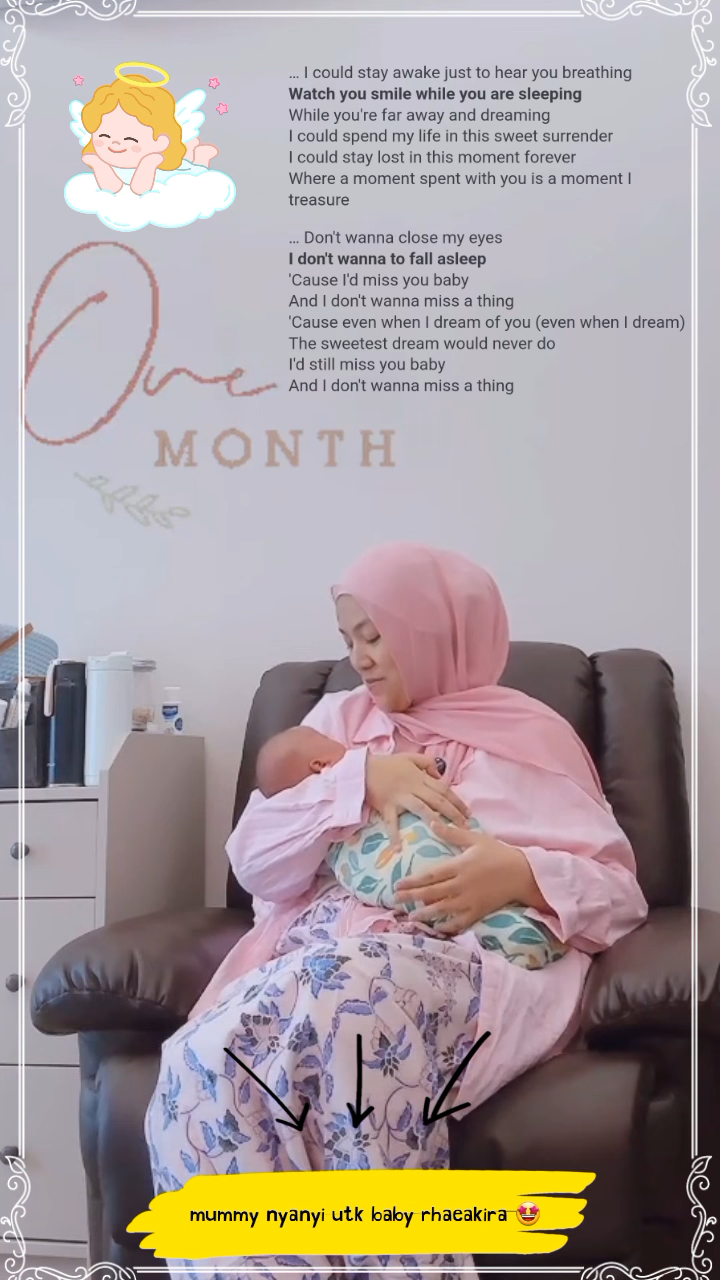 ... I could stay awake just to hear you breathing
Watch you smile while you are sleeping
While you're far away and dreaming
I could spend my life in this sweet surrender
I could stay lost in this moment forever
Where a moment spent with you is a moment I
treasure
... Don't wanna close my eyes
I don't wanna to fall asleep
'Cause I'd miss you baby
And I don't wanna miss a thing
'Cause even when I dream of you (even when I dream)
The sweetest dream would never do
I'd still miss you baby
And I don't wanna miss a thing
One
MONTH
mummy nyanyi utk baby rhaeakira 🤩